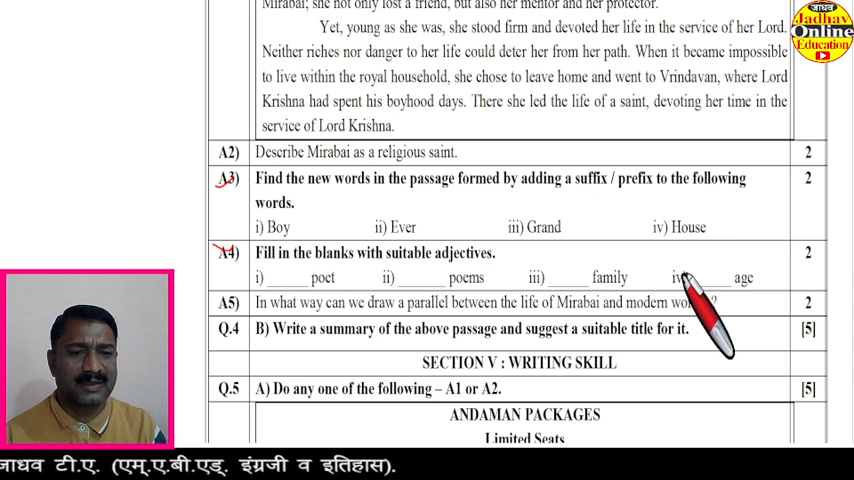 Mirabai; she not only lost a friend, but also her mentor and her protector.
Yet, young as she was, she stood firm and devoted her life in the service of her Lord.
Neither riches nor danger to her life could deter her from her path. When it became impossible
to live within the royal household, she chose to leave home and went to Vrindavan, where Lord
Krishna had spent his boyhood days. There she led the life of a saint, devoting her time in the
service of Lord Krishna.
A2) Describe Mirabai as a religious saint. 2
A3) Find the new words in the passage formed by adding a suffix / prefix to the following 2
words.
i) Boy ii) Ever iii) Grand iv) House
A4) Fill in the blanks with suitable adjectives. 2
i) ______ poet ii) ______ poems iii) ______ family iv) ______ age
A5) In what way can we draw a parallel between the life of Mirabai and modern 2
Q.4 B) Write a summary of the above passage and suggest a suitable title for it. [5]
SECTION V : WRITING SKILL
Q.5 A) Do any one of the following – A1 or A2. [5]
ANDAMAN PACKAGES
Limited Seats
जाधव
Jadhav
Online
Education
जाधव टी.ए. (एम्.ए.बी.एड्. इंग्रजी व इतिहास).